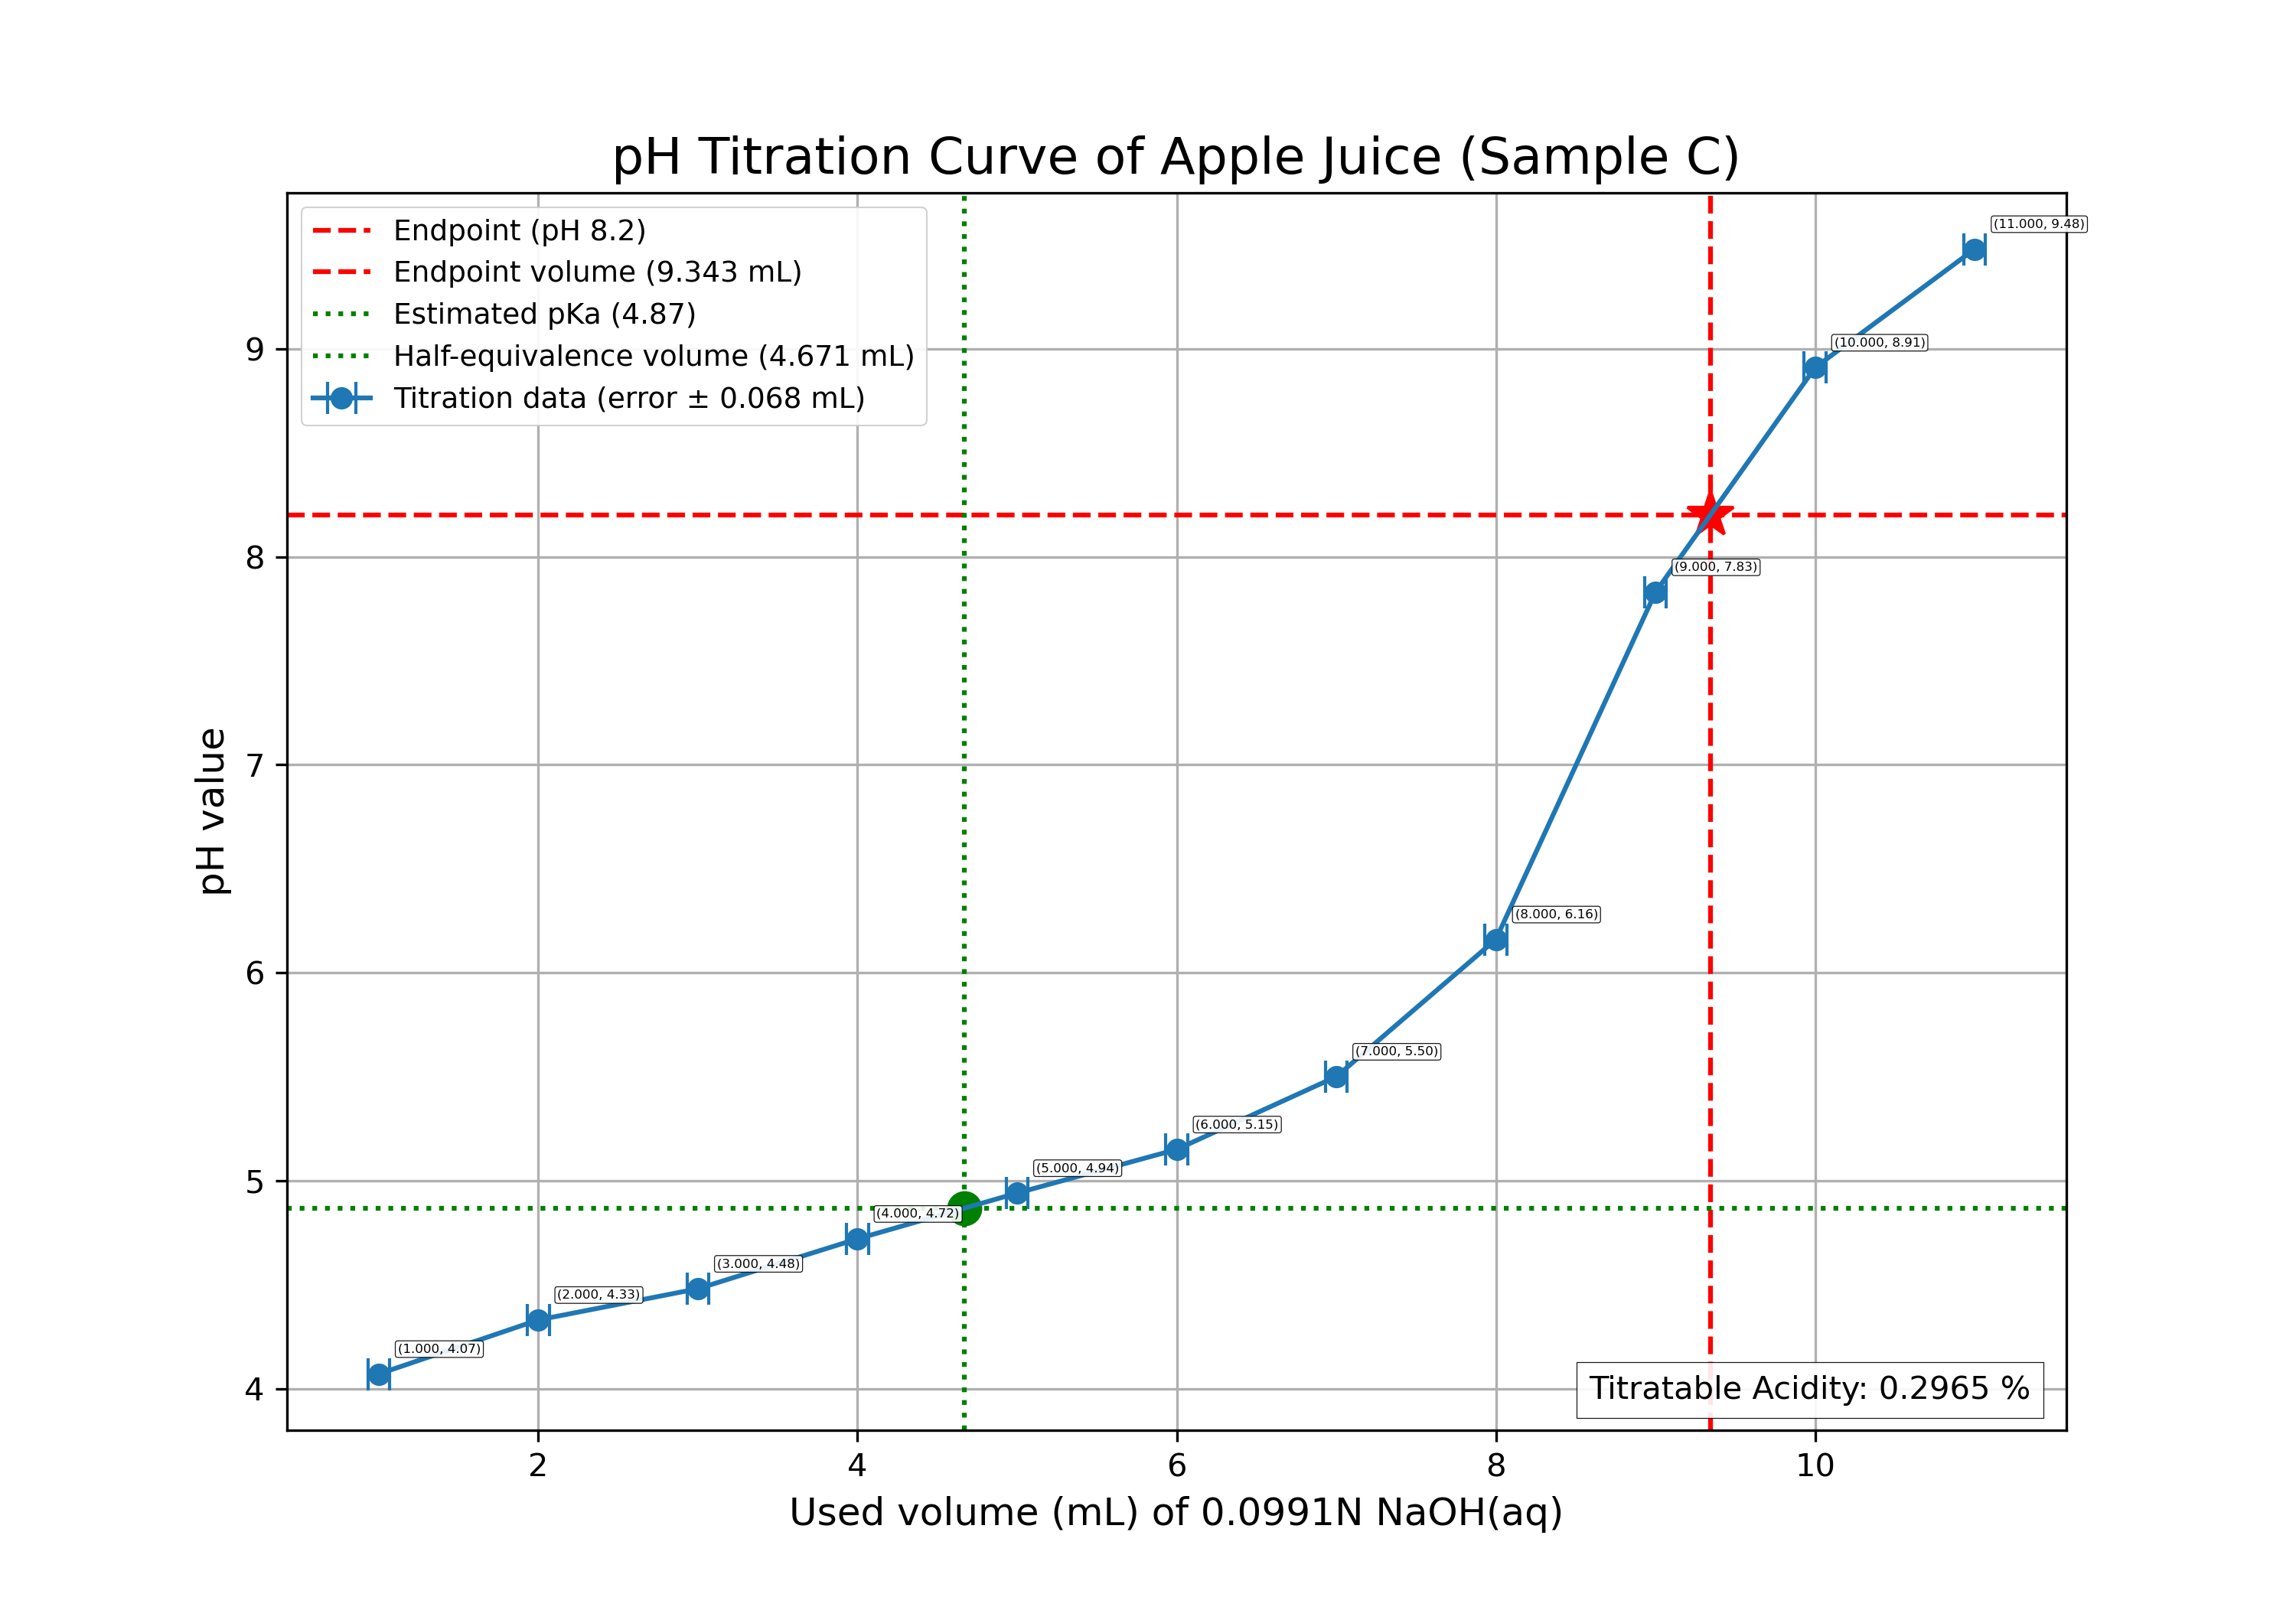 pH Titration Curve of Apple Juice (Sample C)
Endpoint (pH 8.2)
Endpoint volume (9.343 mL)
Estimated pKa (4.87)
Half-equivalence volume (4.671 mL)
Titration data (error ± 0.068 mL)
(11.000, 9.48)
(10.000, 8.91)
(9.000, 7.83)
(8.000, 6.16)
(7.000, 5.50)
(6.000, 5.15)
(5.000, 4.94)
(4.000, 4.72)
(3.000, 4.48)
(2.000, 4.33)
(1.000, 4.07)
Titratable Acidity: 0.2965 %
pH value
9
8
7
6
5
4
2 4 6 8 10
Used volume (mL) of 0.0991N NaOH(aq)